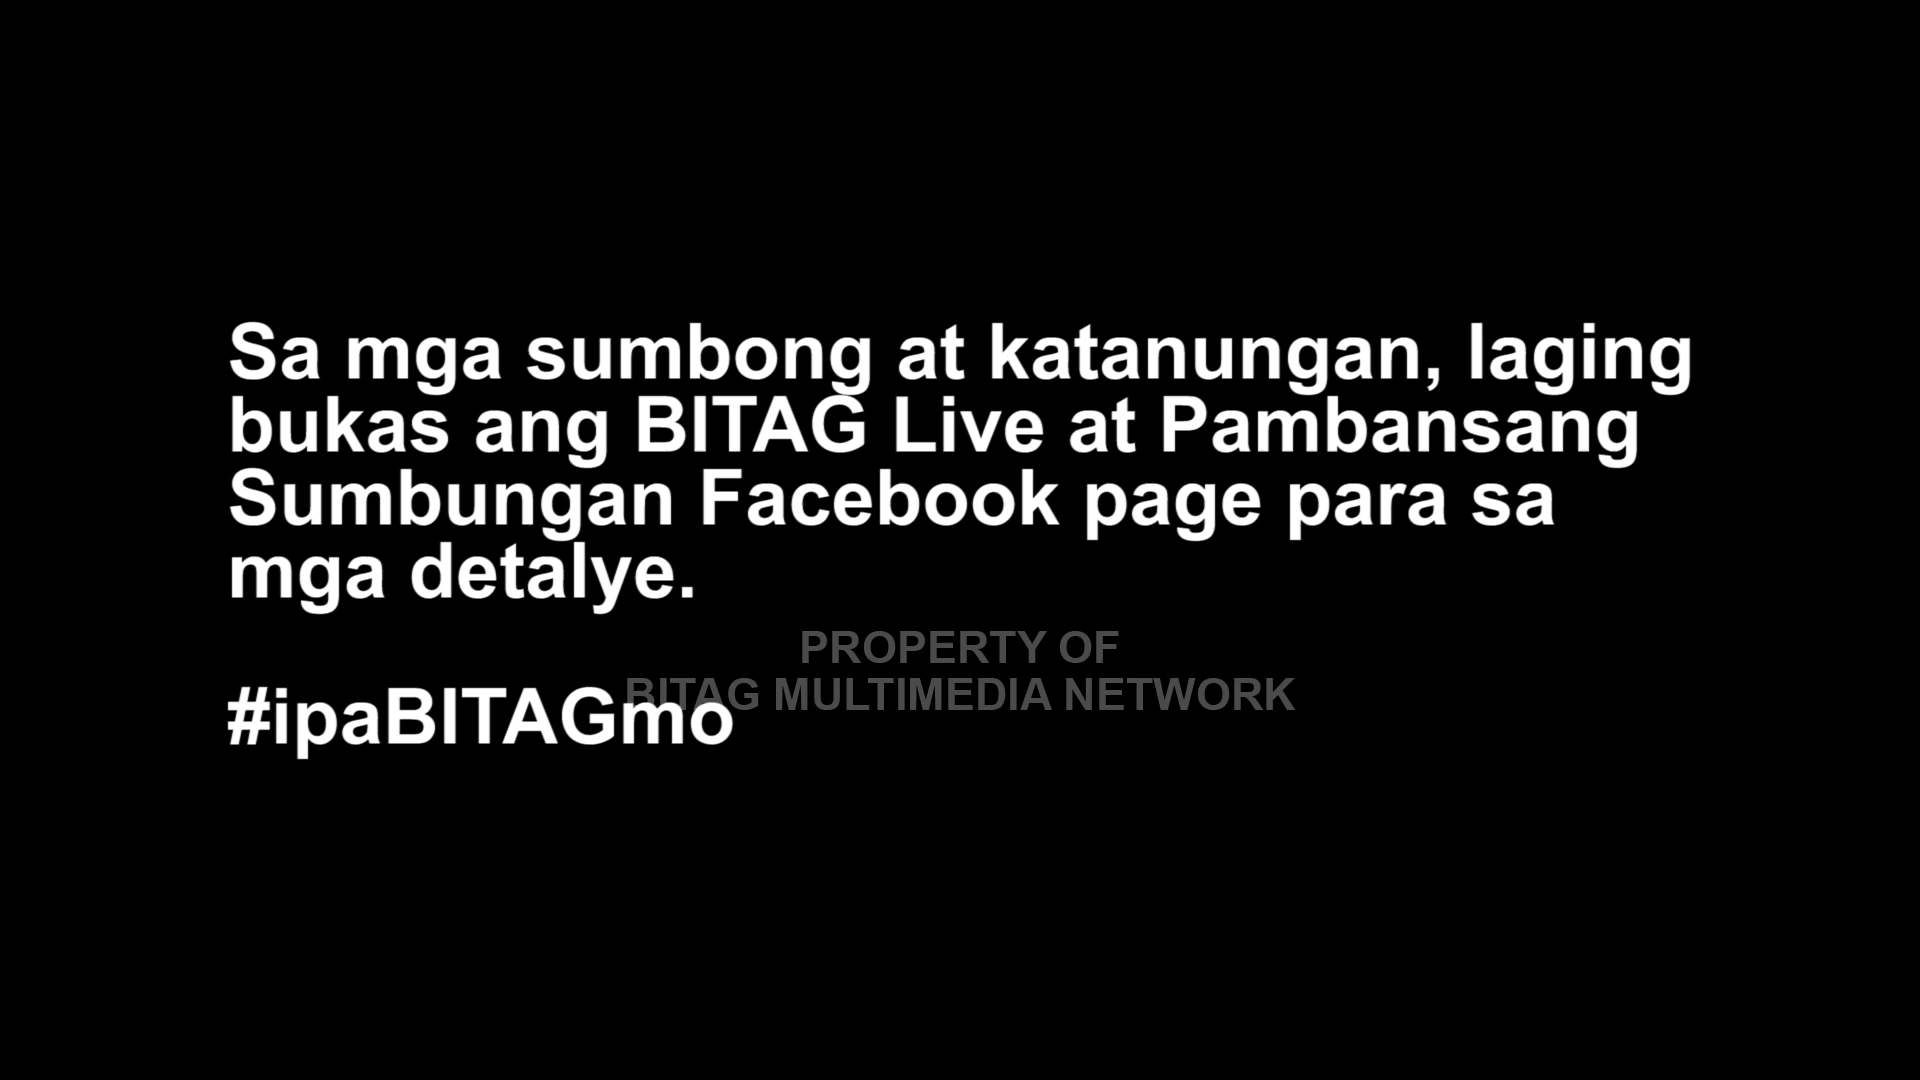 Sa mga sumbong at katanungan, laging
bukas ang BITAG Live at Pambansang
Sumbungan Facebook page para sa
mga detalye.
PROPERTY OF
BITAG MULTIMEDIA NETWORK
#ipaBITAGmo